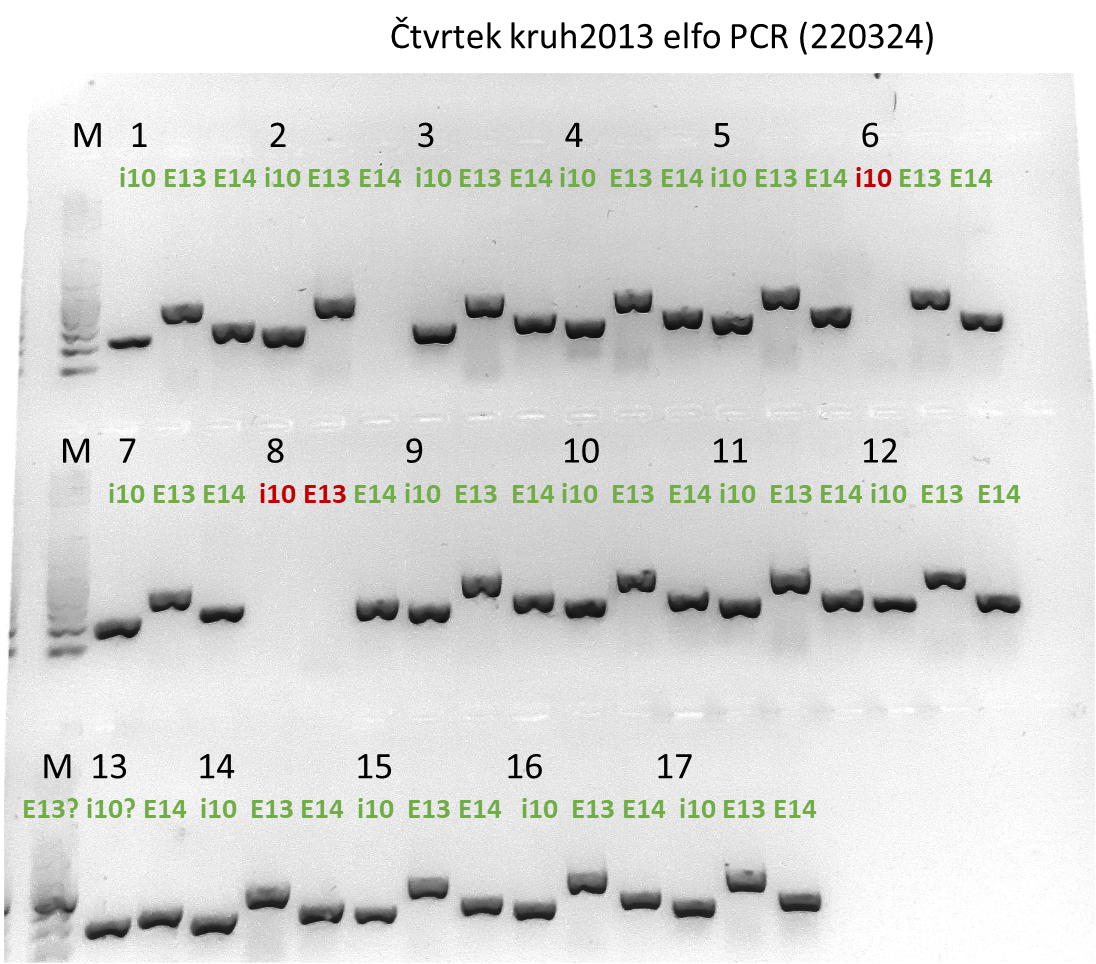 Čtvrtek kruh2013 elfo PCR (220324)
M 1 2 3 4 5 6
i10 E13 E14 i10 E13 E14 i10 E13 E14 i10 E13 E14 i10 E13 E14 i10 E13 E14
M 7 8 9 10 11 12
i10 E13 E14 i10 E13 E14 i10 E13 E14 i10 E13 E14 i10 E13 E14 i10 E13 E14
M 13 14 15 16 17
E13? i10? E14 i10 E13 E14 i10 E13 E14 i10 E13 E14 i10 E13 E14